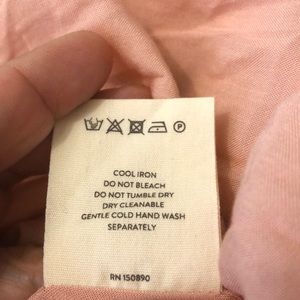 P
COOL IRON
DO NOT BLEACH
DO NOT TUMBLE DRY
DRY CLEANABLE
GENTLE COLD HAND WASH
SEPARATELY
RN 150890